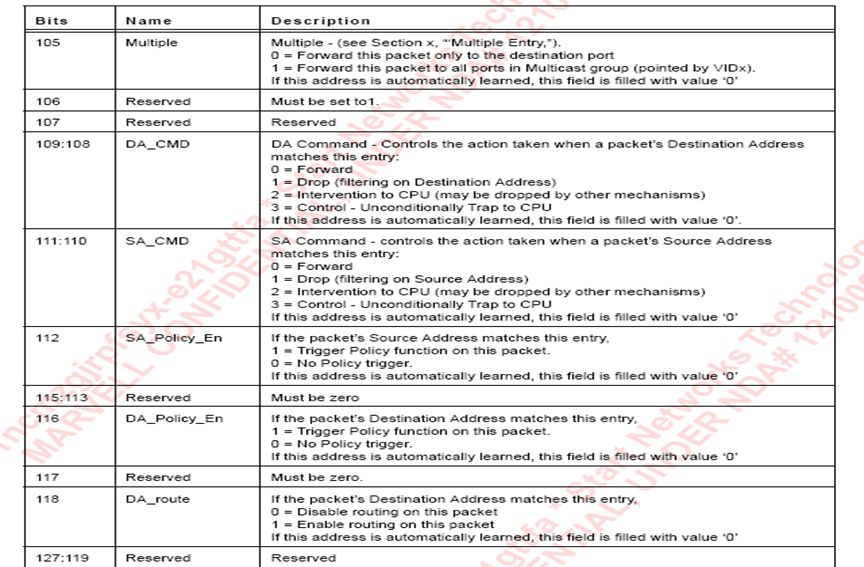 Bits Name Description
105 Multiple Multiple - (see Section x, "“Multiple Entry,").
0 = Forward this packet only to the destination port
1 = Forward this packet to all ports in Multicast group (pointed by VIDx).
If this address is automatically learned, this field is filled with value ‘0’
106 Reserved Must be set to1.
107 Reserved Reserved
109:108 DA_CMD DA Command - Controls the action taken when a packet's Destination Address
matches this entry:
0 = Forward
1 = Drop (filtering on Destination Address)
2 = Intervention to CPU (may be dropped by other mechanisms)
3 = Control - Unconditionally Trap to CPU
If this address is automatically learned, this field is filled with value ‘0’.
111:110 SA_CMD SA Command - controls the action taken when a packet's Source Address
matches this entry:
0 = Forward
1 = Drop (filtering on Source Address)
2 = Intervention to CPU (may be dropped by other mechanisms)
3 = Control - Unconditionally Trap to CPU
If this address is automatically learned, this field is filled with value ‘0’
112 SA_Policy_En If the packet's Source Address matches this entry,
1 = Trigger Policy function on this packet.
0 = No Policy trigger.
If this address is automatically learned, this field is filled with value ‘0’
115:113 Reserved Must be zero
116 DA_Policy_En If the packet's Destination Address matches this entry,
1 = Trigger Policy function on this packet.
0 = No Policy trigger.
If this address is automatically learned, this field is filled with value ‘0’
117 Reserved Must be zero.
118 DA_route If the packet's Destination Address matches this entry,
0 = Disable routing on this packet
1 = Enable routing on this packet
If this address is automatically learned, this field is filled with value ‘0’
127:119 Reserved Reserved
MARVELL CONFIDENTIAL UNDER NDA# 12100
* Start Networks Technolo